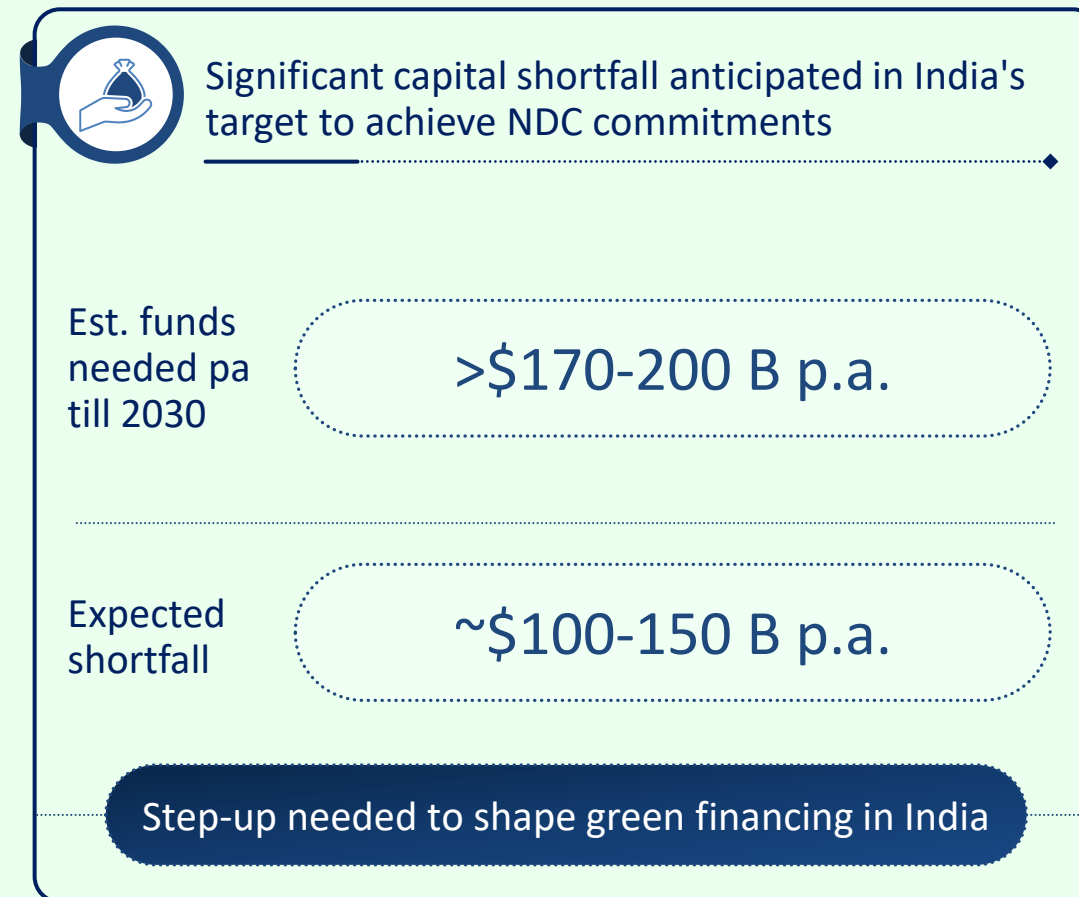 Significant capital shortfall anticipated in India's
target to achieve NDC commitments
Est. funds
needed pa
till 2030
>$170-200 B p.a.
Expected
shortfall
~$100-150 B p.a.
Step-up needed to shape green financing in India